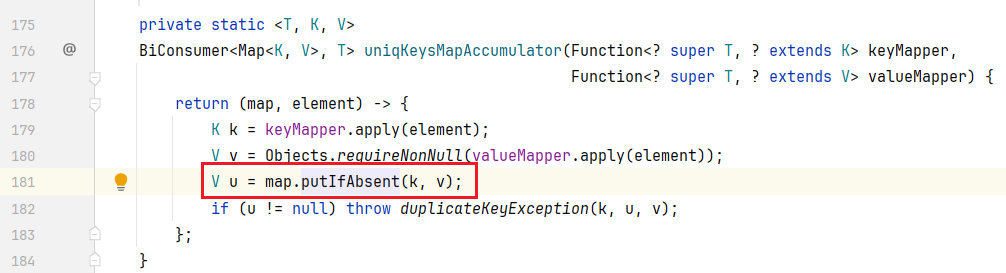 175 private static <T, K, V>
176 @ BiConsumer<Map<K, V>, T> uniqKeysMapAccumulator(Function<? super T, ? extends K> keyMapper,
177 Function<? super T, ? extends V> valueMapper) {
178 return (map, element) -> {
179 K k = keyMapper.apply(element);
180 V v = Objects.requireNonNull(valueMapper.apply(element));
181 V u = map.putIfAbsent(k, v);
182 if (u != null) throw duplicateKeyException(k, u, v);
183 };
184 }